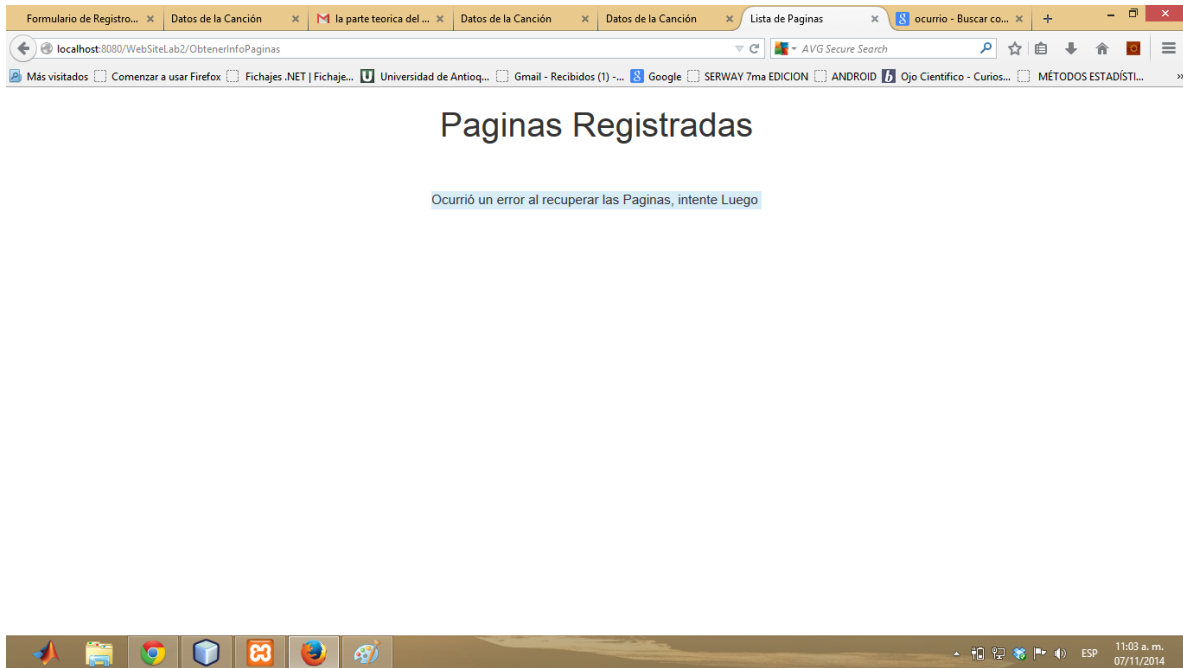 Formulario de Registro... Datos de la Canción la parte teorica del ... Datos de la Canción Datos de la Canción Lista de Paginas ocurrio - Buscar co...
localhost:8080/WebSiteLab2/ObtenerInfoPaginas AVG Secure Search
Más visitados Comenzar a usar Firefox Fichajes .NET | Fichaje... Universidad de Antioq... Gmail - Recibidos (1) -... Google SERWAY 7ma EDICION ANDROID Ojo Cientifico - Curios... MÉTODOS ESTADÍSTI...
Paginas Registradas
Ocurrió un error al recuperar las Paginas, intente Luego
ESP 11:03 a. m.
07/11/2014